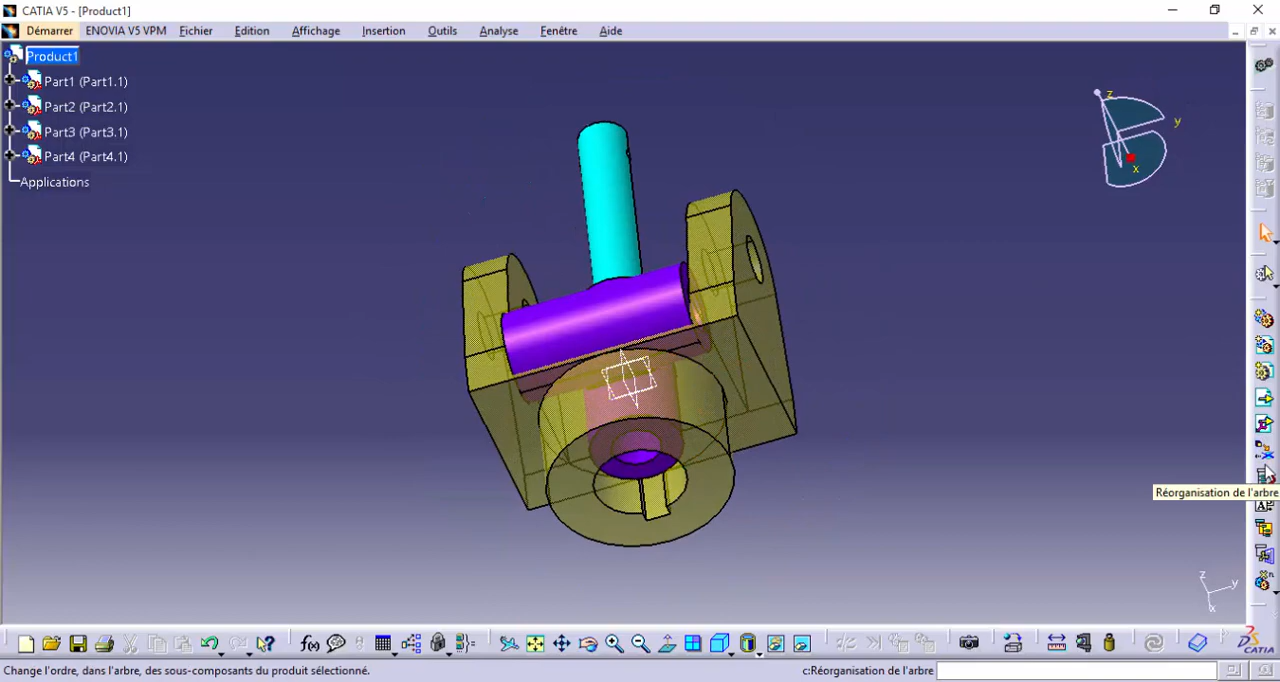 CATIA V5 - [Product1]
Démarrer ENOVIA V5 VPM Fichier Edition Affichage Insertion Outils Analyse Fenêtre Aide
Product1
Part1 (Part1.1)
Part2 (Part2.1)
Part3 (Part3.1)
Part4 (Part4.1)
Applications
z
y
x
Réorganisation de l'arbre
z
y
x
f(x)
CATIA
Change l'ordre, dans l'arbre, des sous-composants du produit sélectionné.
c:Réorganisation de l'arbre